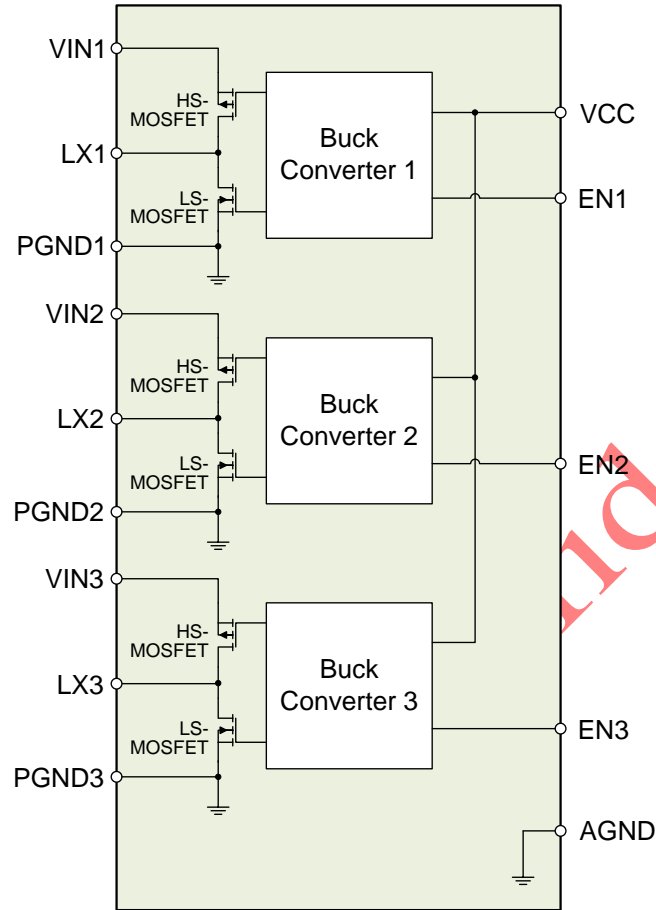 VIN1
HS-
MOSFET
LX1
LS-
MOSFET
PGND1
Buck
Converter 1
VCC
EN1
VIN2
HS-
MOSFET
LX2
LS-
MOSFET
PGND2
Buck
Converter 2
EN2
VIN3
HS-
MOSFET
LX3
LS-
MOSFET
PGND3
Buck
Converter 3
EN3
AGND